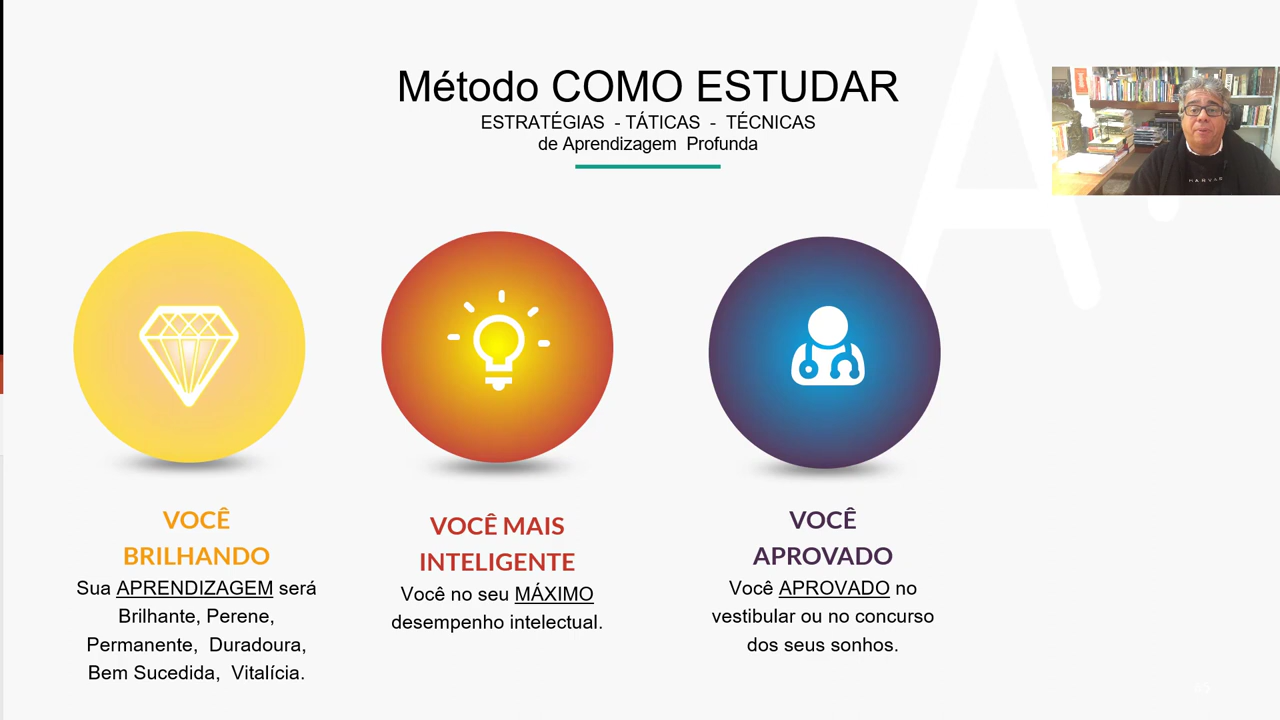 Método COMO ESTUDAR
ESTRATÉGIAS - TÁTICAS - TÉCNICAS
de Aprendizagem Profunda
VOCÊ
BRILHANDO
Sua APRENDIZAGEM será
Brilhante, Perene,
Permanente, Duradoura,
Bem Sucedida, Vitalícia.
VOCÊ MAIS
INTELIGENTE
Você no seu MÁXIMO
desempenho intelectual.
VOCÊ
APROVADO
Você APROVADO no
vestibular ou no concurso
dos seus sonhos.